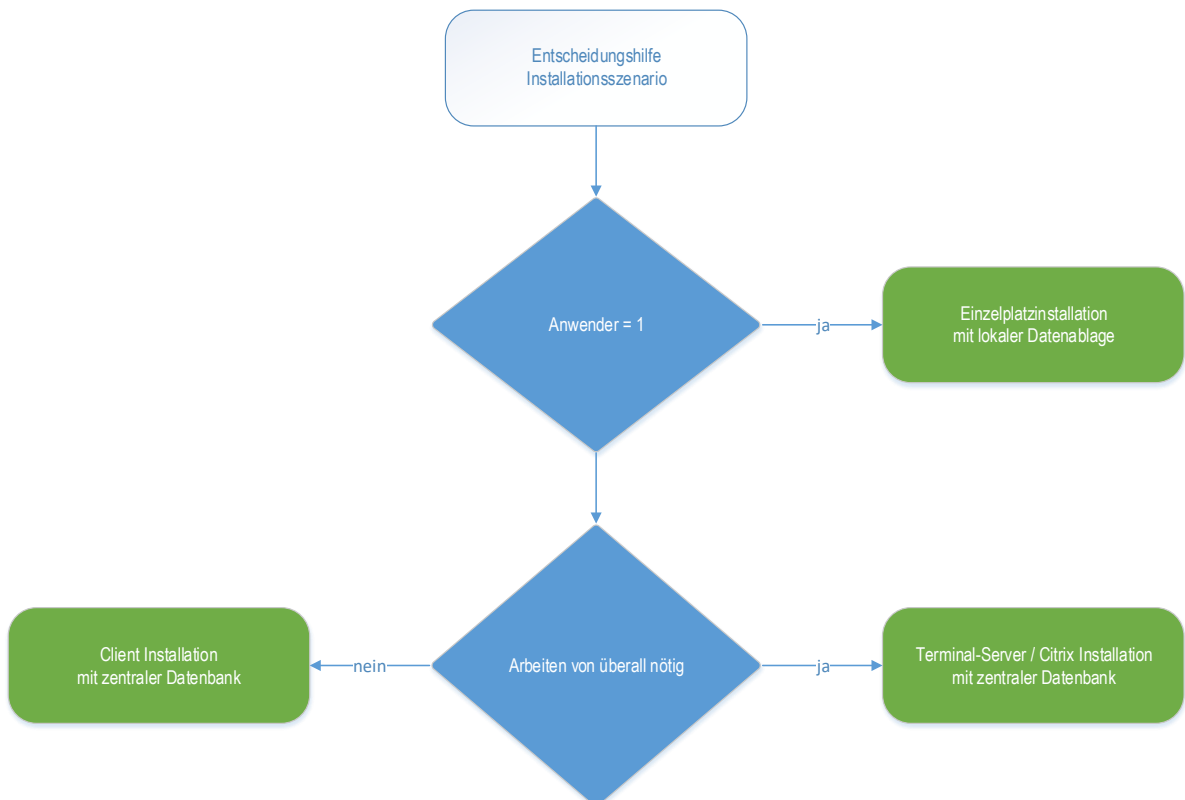 Entscheidungshilfe
Installationsszenario
Anwender = 1
ja
Einzelplatzinstallation
mit lokaler Datenablage
Client Installation
mit zentraler Datenbank
nein
Arbeiten von überall nötig
ja
Terminal-Server / Citrix Installation
mit zentraler Datenbank